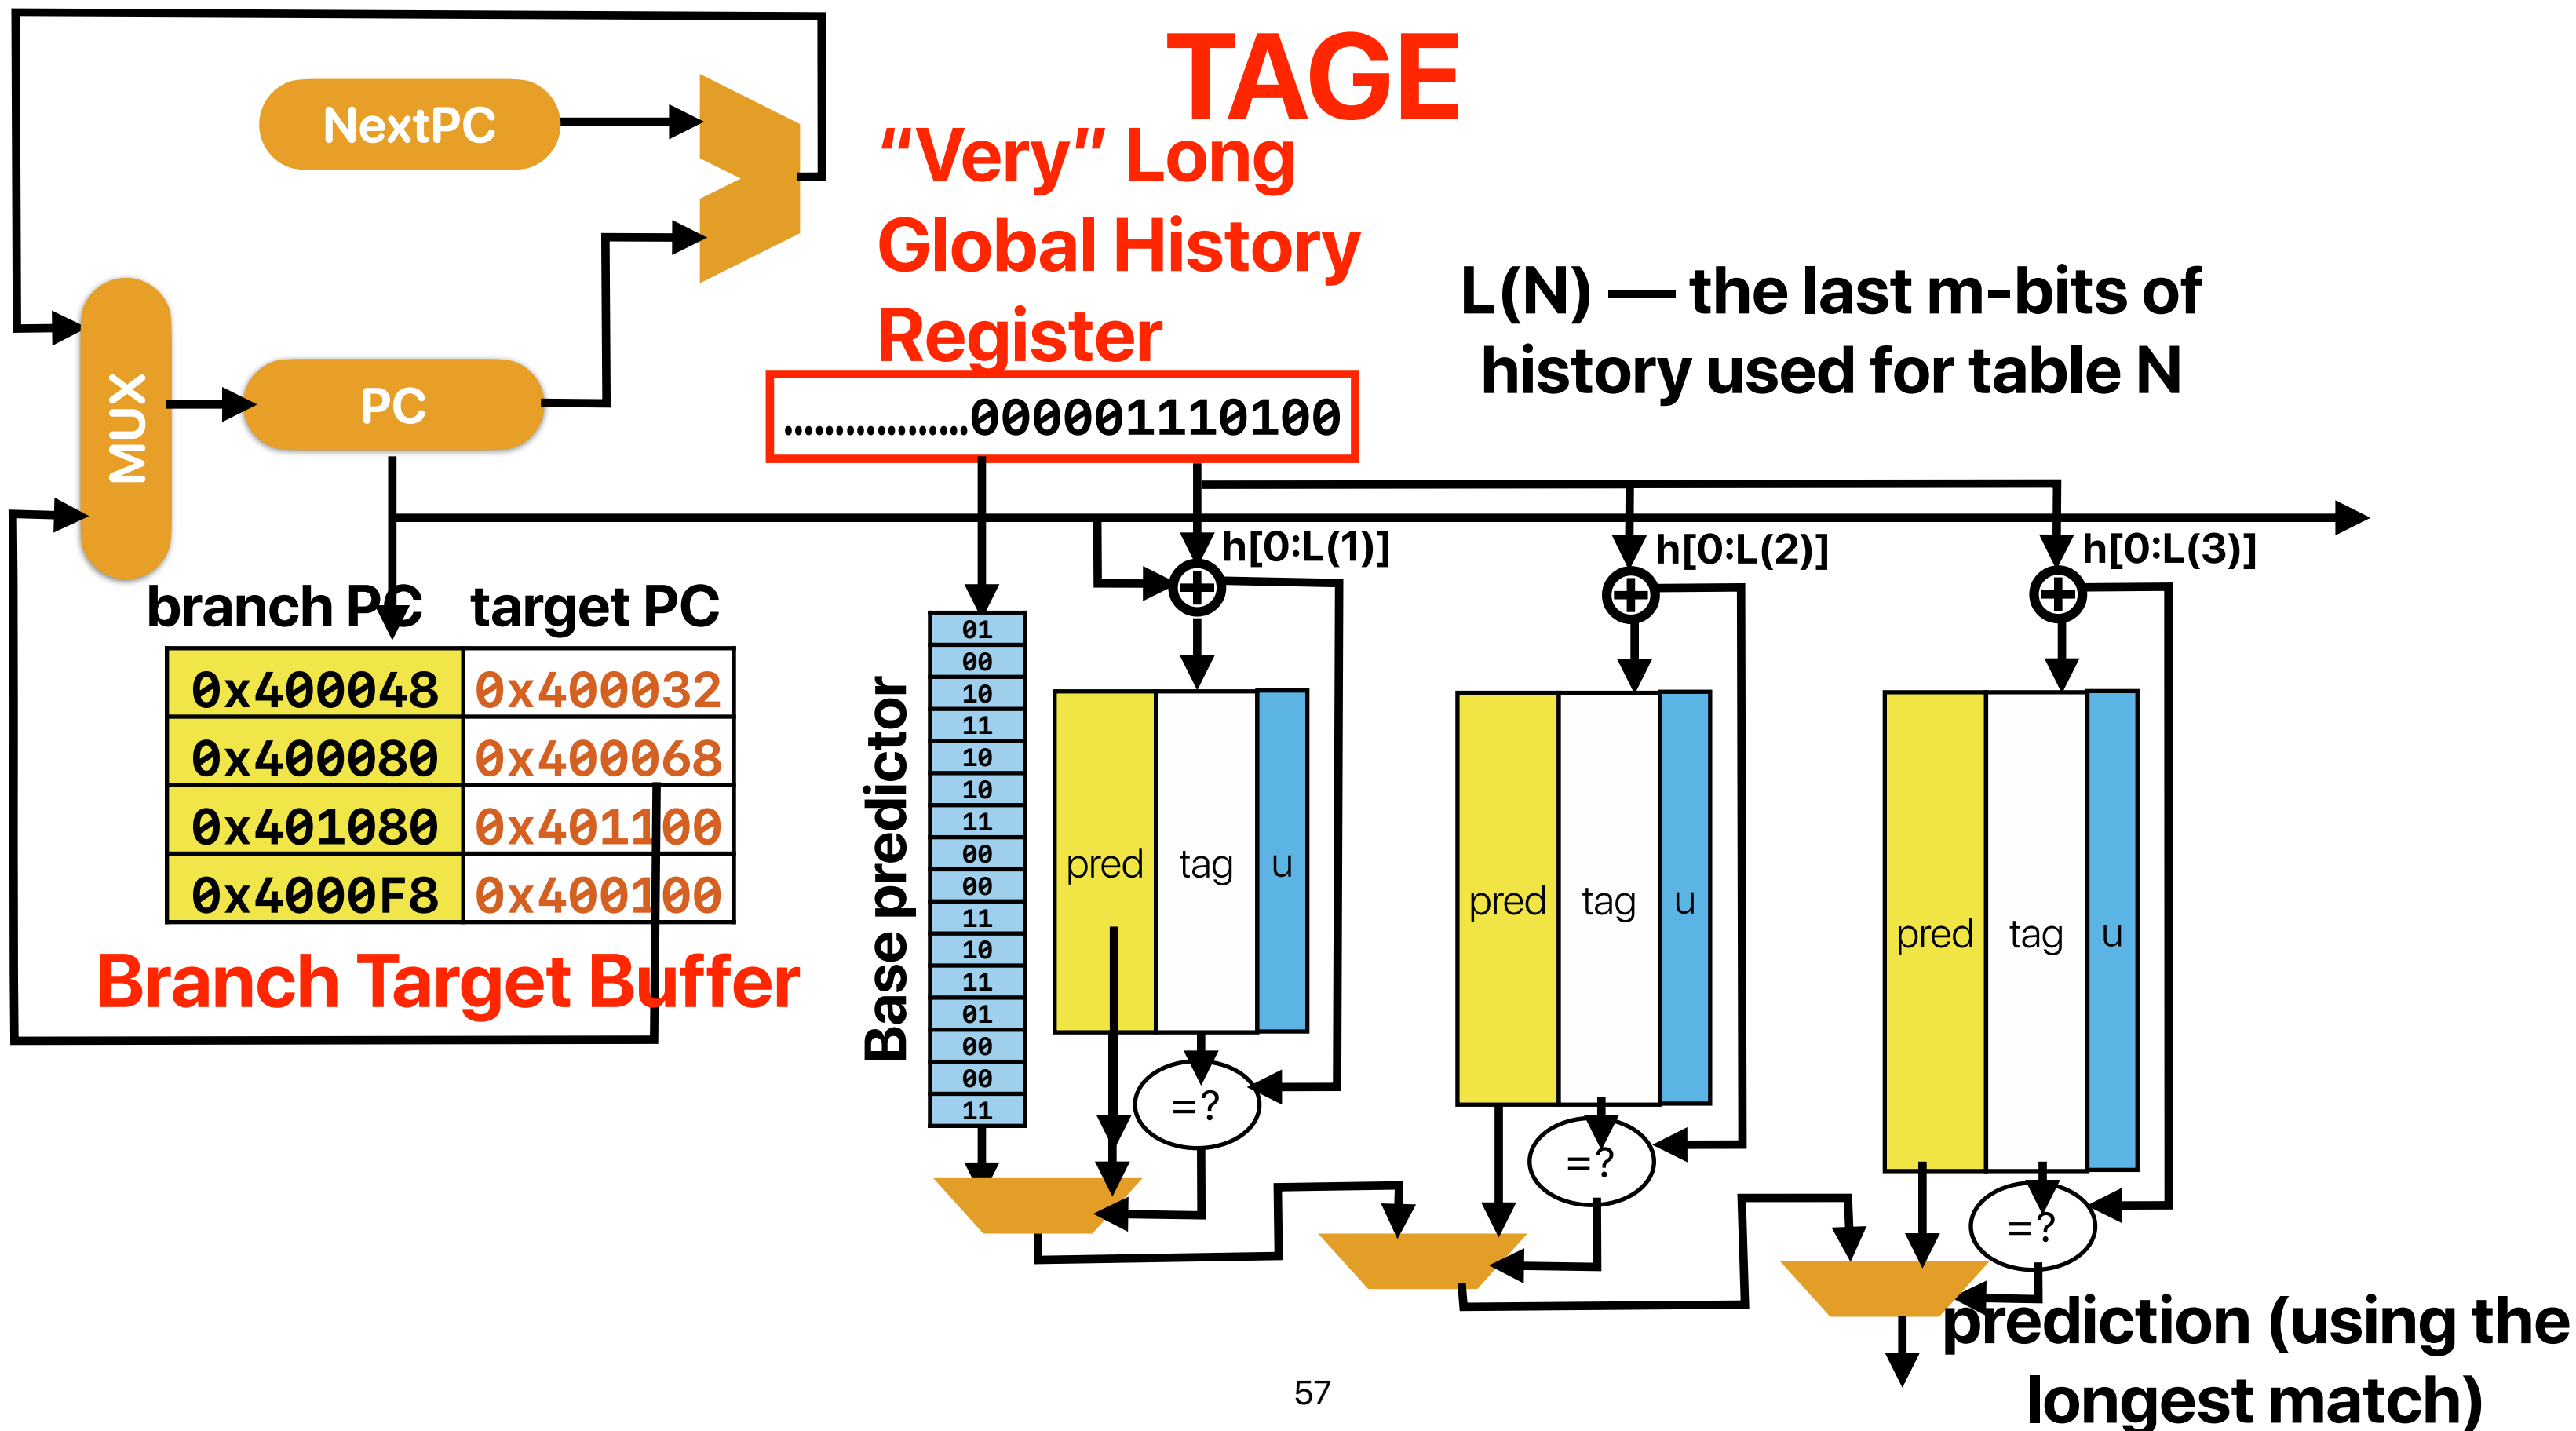 TAGE
NextPC
"Very" Long
Global History
Register
L(N) — the last m-bits of
history used for table N
MUX
PC
..................000001110100
h[0:L(1)]
h[0:L(2)]
h[0:L(3)]
branch PC target PC
0x400048 0x400032
0x400080 0x400068
0x401080 0x401100
0x4000F8 0x400100
Branch Target Buffer
Base predictor
01
00
10
11
10
10
11
00
00
11
10
11
01
00
00
11
pred tag u
=?
pred tag u
=?
pred tag u
=?
prediction (using the
longest match)
57